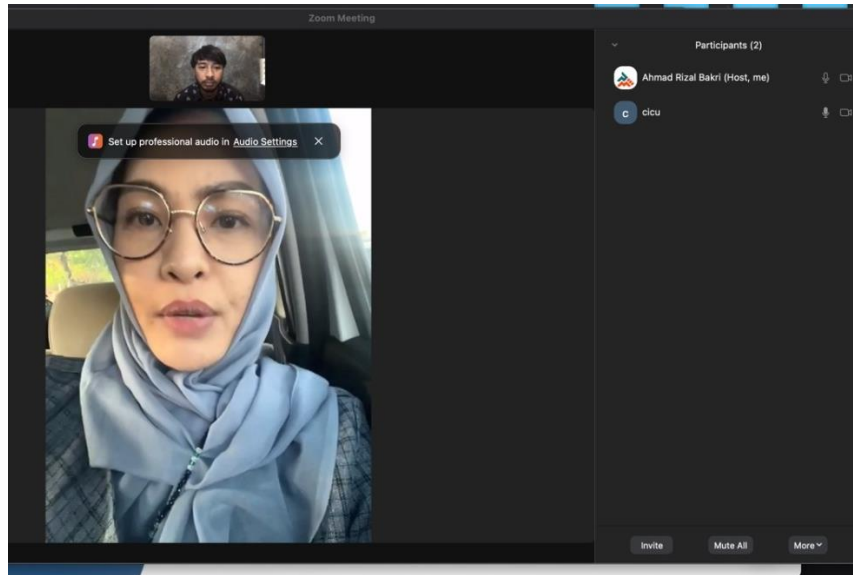 Zoom Meeting
Participants (2)
Set up professional audio in Audio Settings
Ahmad Rizal Bakri (Host, me)
c cicu
Invite Mute All More